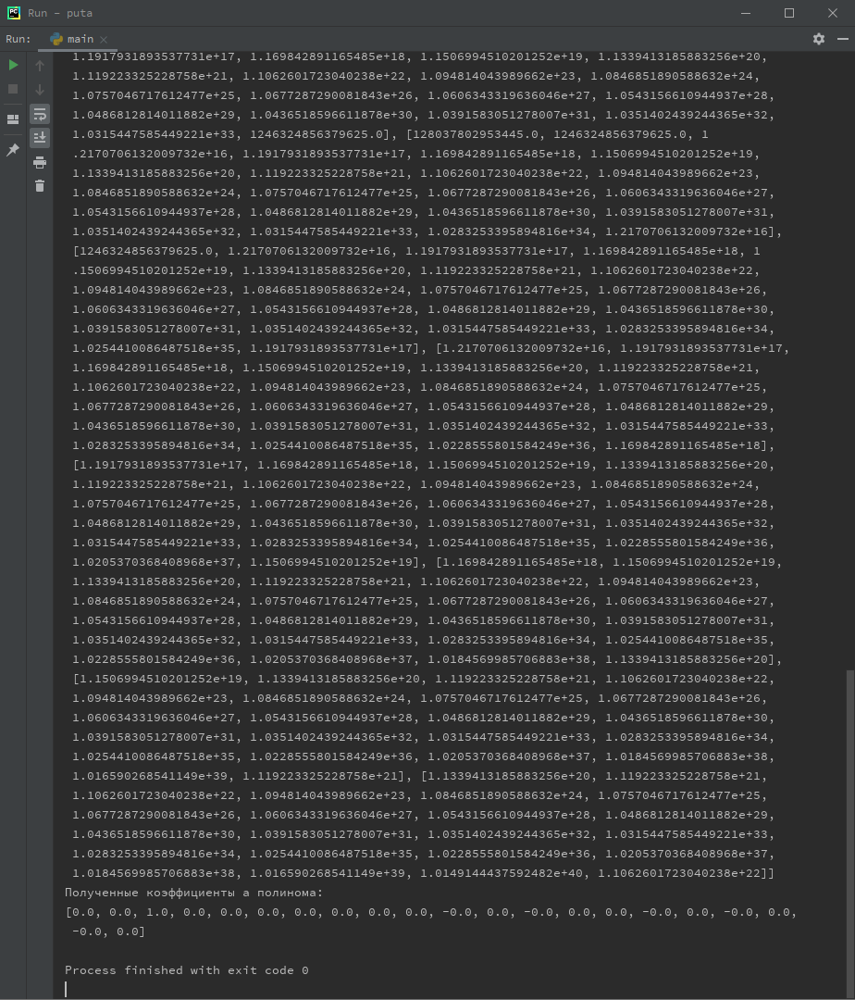 Run – puta
Run: main
1.1917931893537731e+17, 1.169842891165485e+18, 1.1506994510201252e+19, 1.1339413185883256e+20,
1.119223325228758e+21, 1.1062601723040238e+22, 1.094814043989662e+23, 1.0846851890588632e+24,
1.0757046717612477e+25, 1.0677287290081843e+26, 1.0606343319636046e+27, 1.0543156610944937e+28,
1.0486812814011882e+29, 1.0436518596611878e+30, 1.0391583051278007e+31, 1.0351402439244365e+32,
1.0315447585449221e+33, 1246324856379625.0], [128037802953445.0, 1246324856379625.0, 1
.2170706132009732e+16, 1.1917931893537731e+17, 1.169842891165485e+18, 1.1506994510201252e+19,
1.1339413185883256e+20, 1.119223325228758e+21, 1.1062601723040238e+22, 1.094814043989662e+23,
1.0846851890588632e+24, 1.0757046717612477e+25, 1.0677287290081843e+26, 1.0606343319636046e+27,
1.0543156610944937e+28, 1.0486812814011882e+29, 1.0436518596611878e+30, 1.0391583051278007e+31,
1.0351402439244365e+32, 1.0315447585449221e+33, 1.0283253395894816e+34, 1.2170706132009732e+16],
[1246324856379625.0, 1.2170706132009732e+16, 1.1917931893537731e+17, 1.169842891165485e+18, 1
.1506994510201252e+19, 1.1339413185883256e+20, 1.119223325228758e+21, 1.1062601723040238e+22,
1.094814043989662e+23, 1.0846851890588632e+24, 1.0757046717612477e+25, 1.0677287290081843e+26,
1.0606343319636046e+27, 1.0543156610944937e+28, 1.0486812814011882e+29, 1.0436518596611878e+30,
1.0391583051278007e+31, 1.0351402439244365e+32, 1.0315447585449221e+33, 1.0283253395894816e+34,
1.0254410086487518e+35, 1.1917931893537731e+17], [1.2170706132009732e+16, 1.1917931893537731e+17,
1.169842891165485e+18, 1.1506994510201252e+19, 1.1339413185883256e+20, 1.119223325228758e+21,
1.1062601723040238e+22, 1.094814043989662e+23, 1.0846851890588632e+24, 1.0757046717612477e+25,
1.0677287290081843e+26, 1.0606343319636046e+27, 1.0543156610944937e+28, 1.0486812814011882e+29,
1.0436518596611878e+30, 1.0391583051278007e+31, 1.0351402439244365e+32, 1.0315447585449221e+33,
1.0283253395894816e+34, 1.0254410086487518e+35, 1.0228555801584249e+36, 1.169842891165485e+18],
[1.1917931893537731e+17, 1.169842891165485e+18, 1.1506994510201252e+19, 1.1339413185883256e+20,
1.119223325228758e+21, 1.1062601723040238e+22, 1.094814043989662e+23, 1.0846851890588632e+24,
1.0757046717612477e+25, 1.0677287290081843e+26, 1.0606343319636046e+27, 1.0543156610944937e+28,
1.0486812814011882e+29, 1.0436518596611878e+30, 1.0391583051278007e+31, 1.0351402439244365e+32,
1.0315447585449221e+33, 1.0283253395894816e+34, 1.0254410086487518e+35, 1.0228555801584249e+36,
1.0205370368408968e+37, 1.1506994510201252e+19], [1.169842891165485e+18, 1.1506994510201252e+19,
1.1339413185883256e+20, 1.119223325228758e+21, 1.1062601723040238e+22, 1.094814043989662e+23,
1.0846851890588632e+24, 1.0757046717612477e+25, 1.0677287290081843e+26, 1.0606343319636046e+27,
1.0543156610944937e+28, 1.0486812814011882e+29, 1.0436518596611878e+30, 1.0391583051278007e+31,
1.0351402439244365e+32, 1.0315447585449221e+33, 1.0283253395894816e+34, 1.0254410086487518e+35,
1.0228555801584249e+36, 1.0205370368408968e+37, 1.0184569985706883e+38, 1.1339413185883256e+20],
[1.1506994510201252e+19, 1.1339413185883256e+20, 1.119223325228758e+21, 1.1062601723040238e+22,
1.094814043989662e+23, 1.0846851890588632e+24, 1.0757046717612477e+25, 1.0677287290081843e+26,
1.0606343319636046e+27, 1.0543156610944937e+28, 1.0486812814011882e+29, 1.0436518596611878e+30,
1.0391583051278007e+31, 1.0351402439244365e+32, 1.0315447585449221e+33, 1.0283253395894816e+34,
1.0254410086487518e+35, 1.0228555801584249e+36, 1.0205370368408968e+37, 1.0184569985706883e+38,
1.016590268541149e+39, 1.119223325228758e+21], [1.1339413185883256e+20, 1.119223325228758e+21,
1.1062601723040238e+22, 1.094814043989662e+23, 1.0846851890588632e+24, 1.0757046717612477e+25,
1.0677287290081843e+26, 1.0606343319636046e+27, 1.0543156610944937e+28, 1.0486812814011882e+29,
1.0436518596611878e+30, 1.0391583051278007e+31, 1.0351402439244365e+32, 1.0315447585449221e+33,
1.0283253395894816e+34, 1.0254410086487518e+35, 1.0228555801584249e+36, 1.0205370368408968e+37,
1.0184569985706883e+38, 1.016590268541149e+39, 1.0149144437592482e+40, 1.1062601723040238e+22]]
Полученные коэффициенты а полинома:
[0.0, 0.0, 1.0, 0.0, 0.0, 0.0, 0.0, 0.0, 0.0, 0.0, -0.0, 0.0, -0.0, 0.0, 0.0, -0.0, 0.0, -0.0, 0.0,
-0.0, 0.0]
Process finished with exit code 0